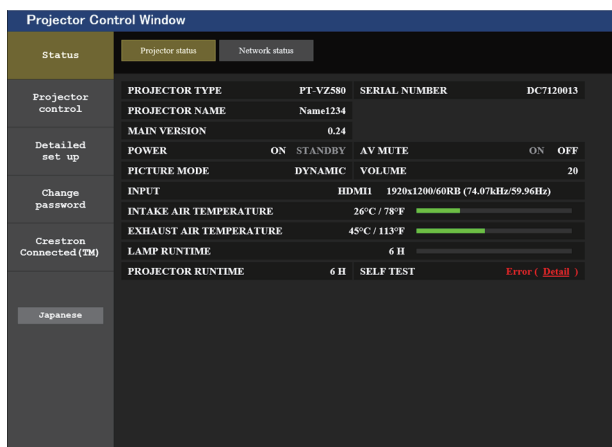 Projector Control Window
Status
Projector status
Network status
Projector
control
Detailed
set up
Change
password
Crestron
Connected(TM)
Japanese
PROJECTOR TYPE PT-VZ580 SERIAL NUMBER DC7120013
PROJECTOR NAME Name1234
MAIN VERSION 0.24
POWER ON STANDBY AV MUTE ON OFF
PICTURE MODE DYNAMIC VOLUME 20
INPUT HDMI1 1920x1200/60RB (74.07kHz/59.96Hz)
INTAKE AIR TEMPERATURE 26°C / 78°F
EXHAUST AIR TEMPERATURE 45°C / 113°F
LAMP RUNTIME 6 H
PROJECTOR RUNTIME 6 H SELF TEST Error ( Detail )